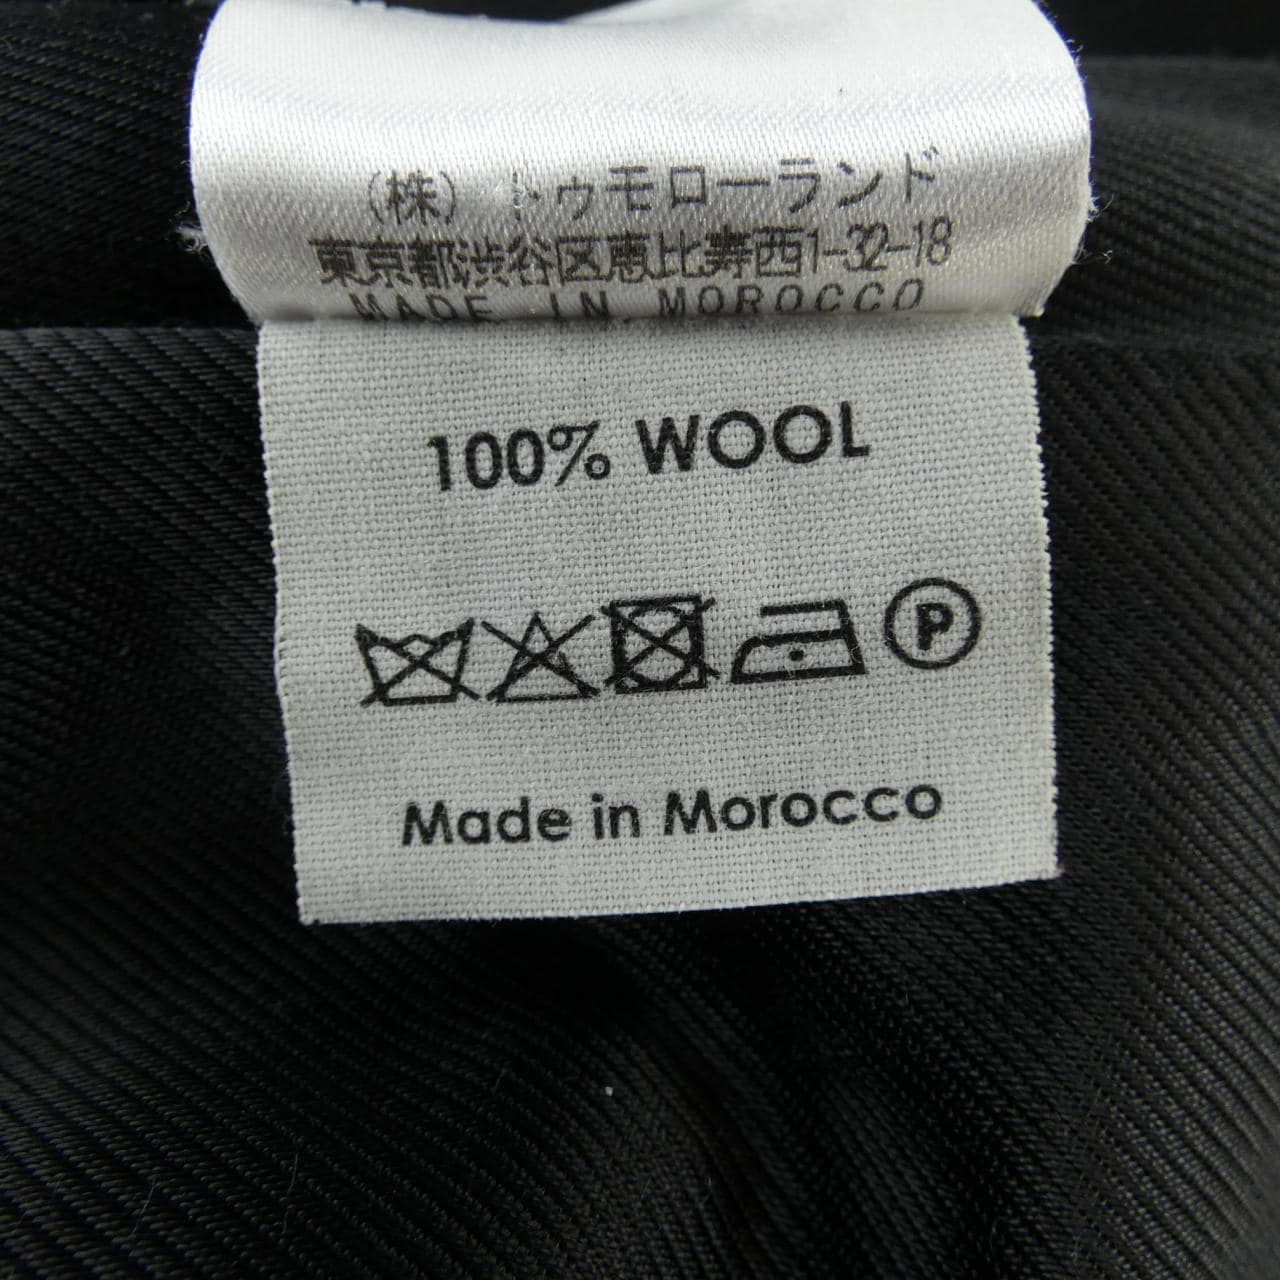 (株)トゥモローランド
東京都渋谷区恵比寿西1-32-18
MADE IN MOROCCO
100% WOOL
P
Made in Morocco